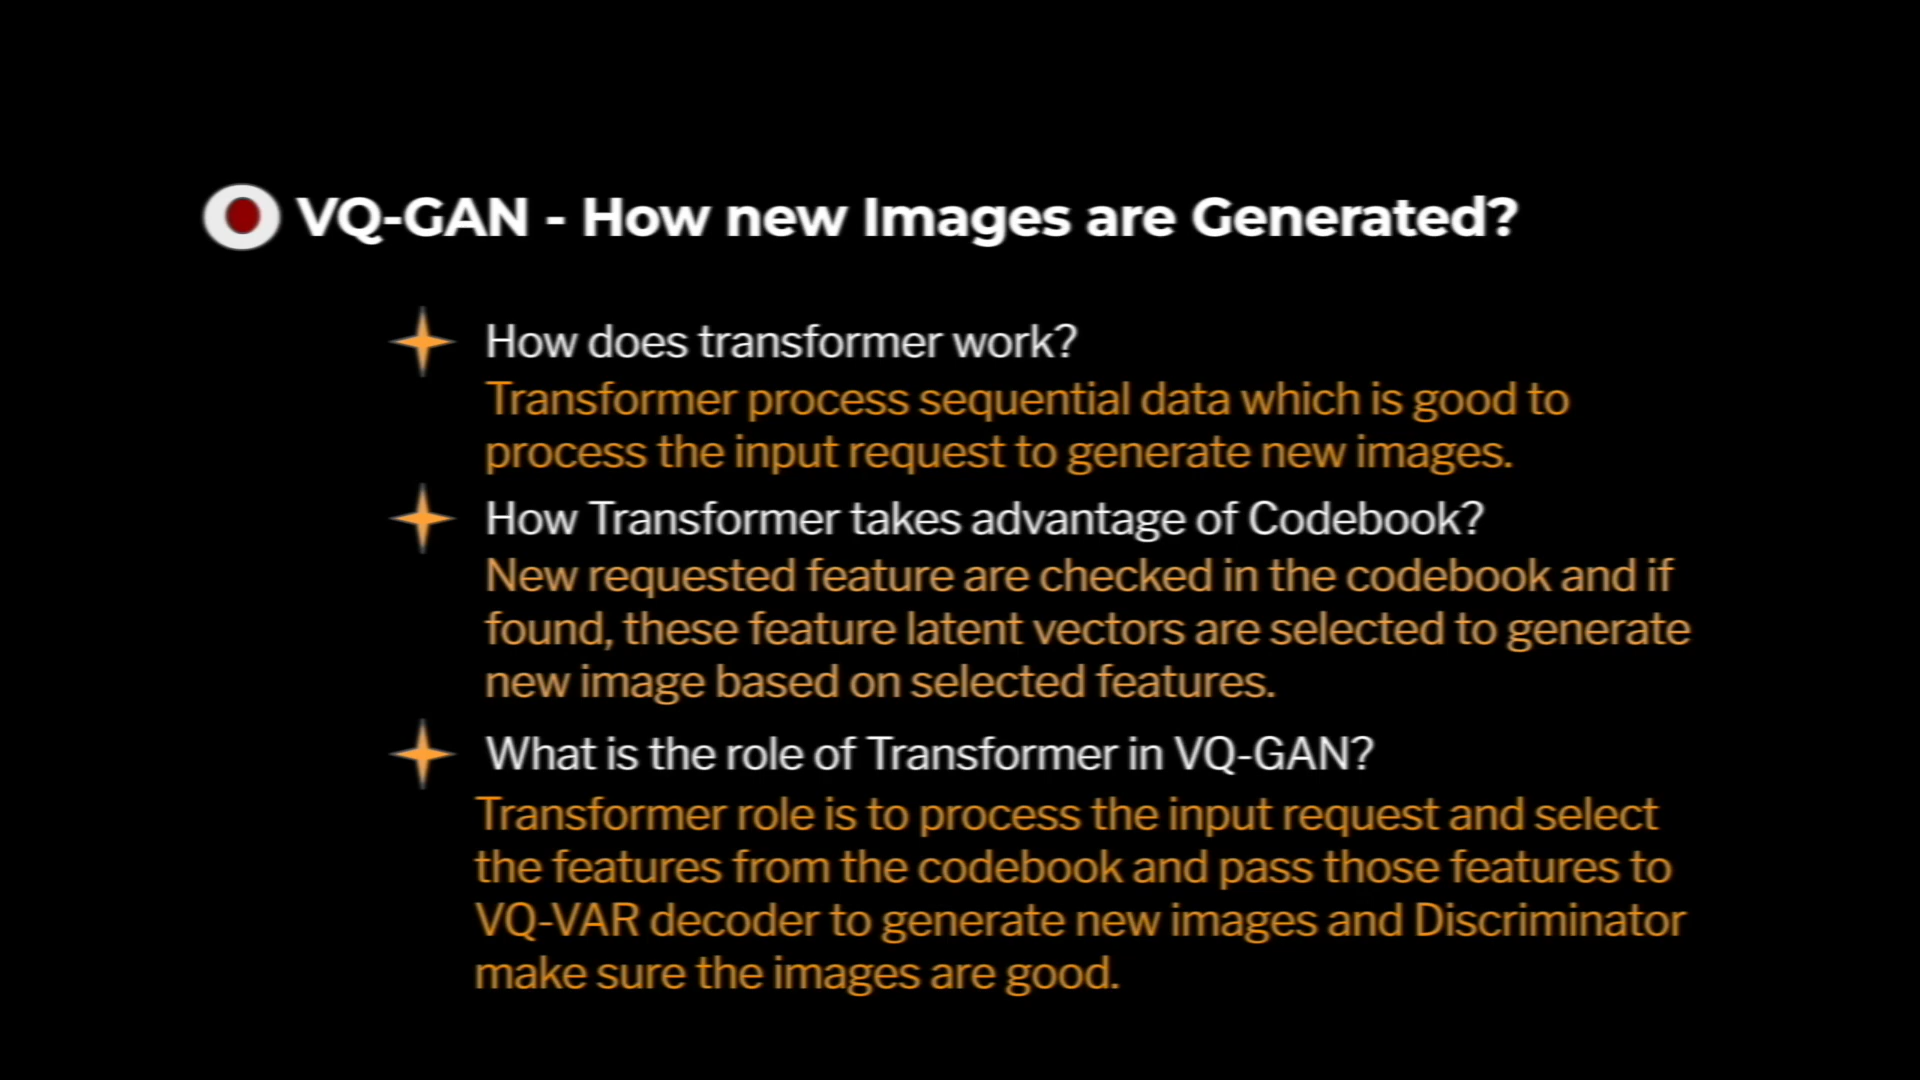 VQ-GAN - How new Images are Generated?
How does transformer work?
Transformer process sequential data which is good to
process the input request to generate new images.
How Transformer takes advantage of Codebook?
New requested feature are checked in the codebook and if
found, these feature latent vectors are selected to generate
new image based on selected features.
What is the role of Transformer in VQ-GAN?
Transformer role is to process the input request and select
the features from the codebook and pass those features to
VQ-VAR decoder to generate new images and Discriminator
make sure the images are good.